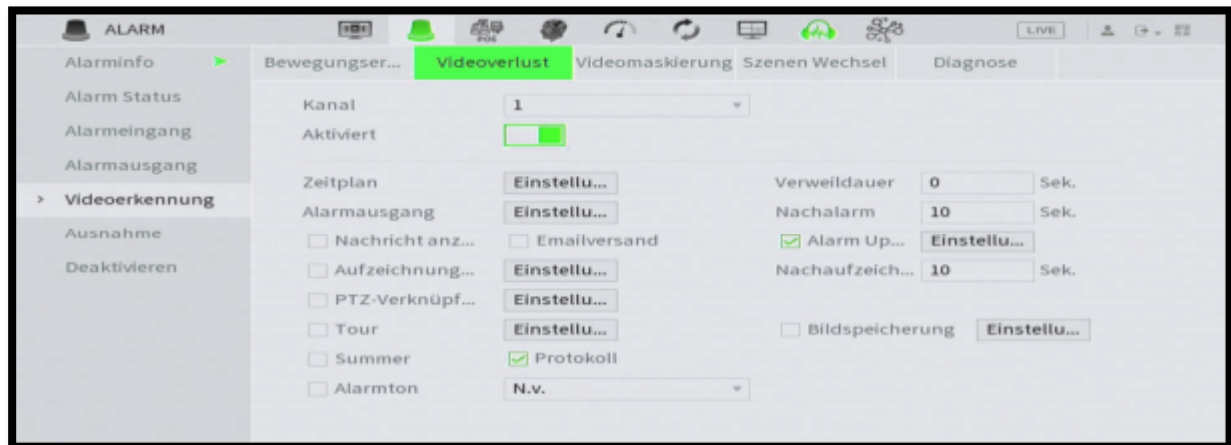 ALARM
POS
LIVE
Alarminfo
Bewegungser...
Videoverlust
Videomaskierung
Szenen Wechsel
Diagnose
Alarm Status
Alarmeingang
Alarmausgang
Videoerkennung
Ausnahme
Deaktivieren
Kanal 1
Aktiviert
Zeitplan Einstellu... Verweildauer 0 Sek.
Alarmausgang Einstellu... Nachalarm 10 Sek.
Nachricht anz... Emailversand Alarm Up... Einstellu...
Aufzeichnung... Einstellu... Nachaufzeich... 10 Sek.
PTZ-Verknüpf... Einstellu...
Tour Einstellu... Bildspeicherung Einstellu...
Summer Protokoll
Alarmton N.v.